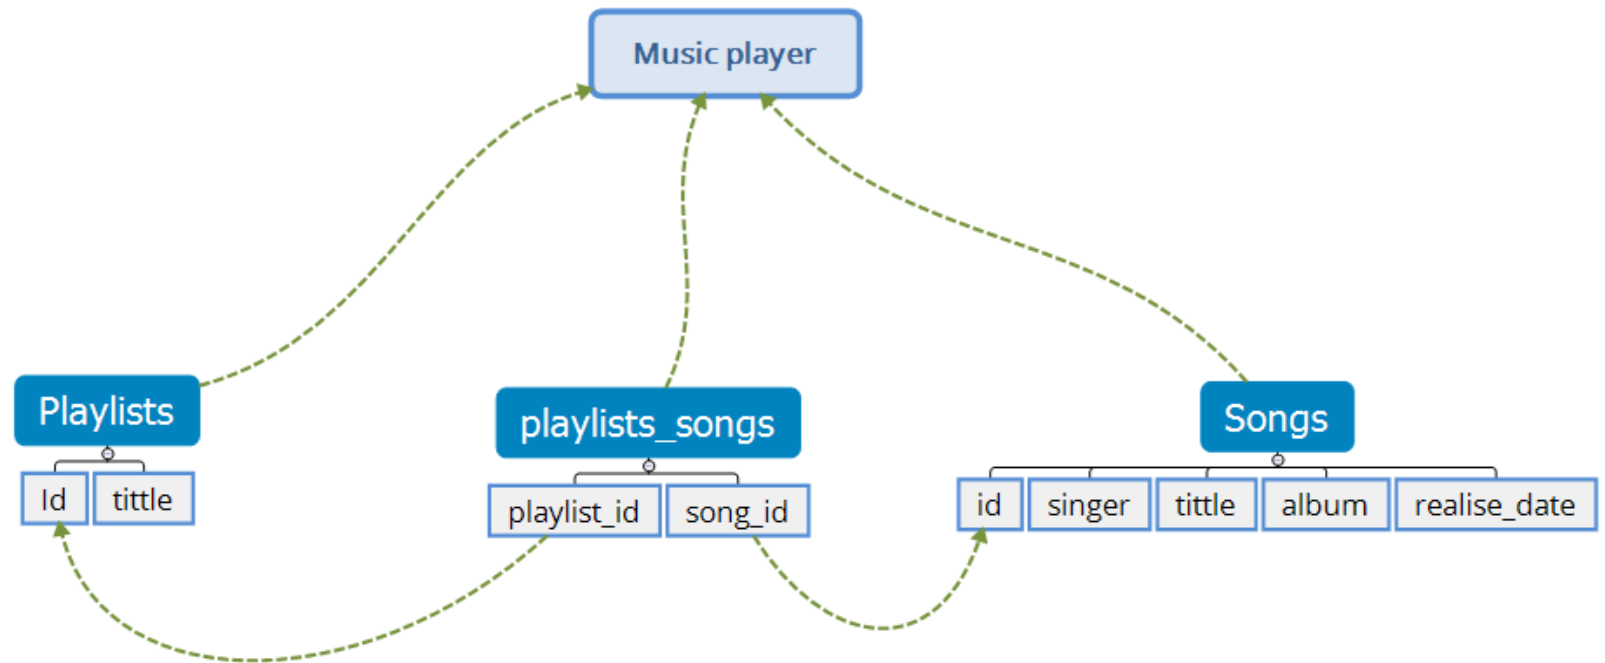 Music player
Playlists
playlists_songs
Songs
Id
tittle
playlist_id
song_id
id
singer
tittle
album
realise_date